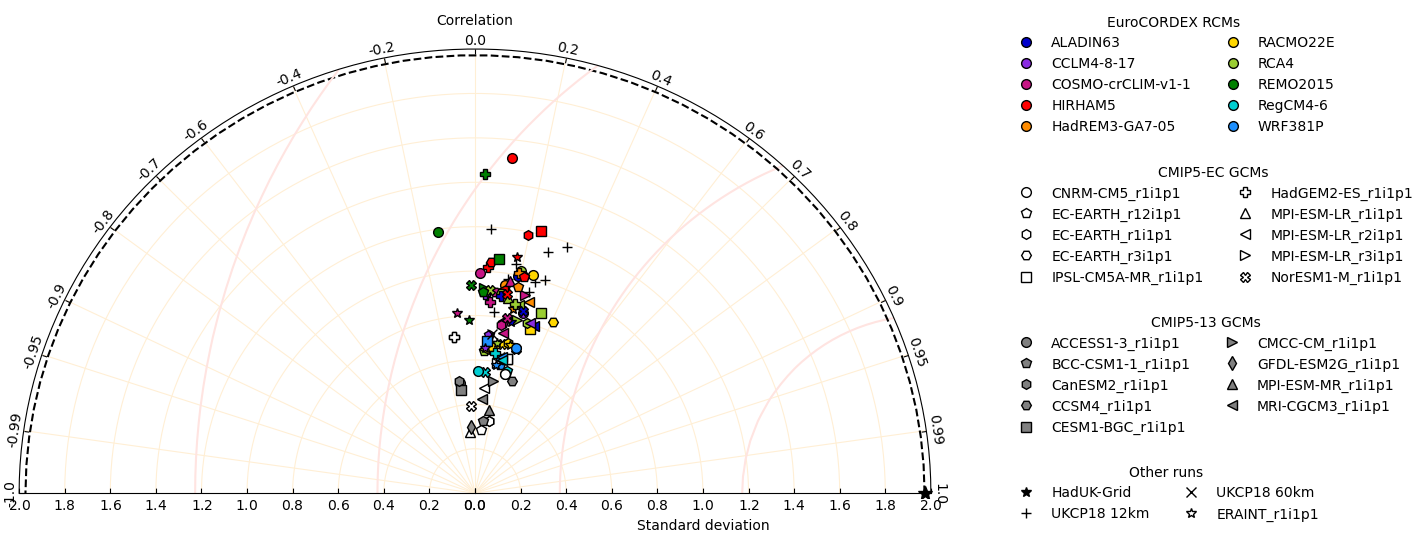 Correlation
-1.0
-0.99
-0.95
-0.9
-0.8
-0.7
-0.6
-0.4
-0.2
0.0
0.2
0.4
0.6
0.7
0.8
0.9
0.95
0.99
1.0
2.0 1.8 1.6 1.4 1.2 1.0 0.8 0.6 0.4 0.2 0.0 0.2 0.4 0.6 0.8 1.0 1.2 1.4 1.6 1.8 2.0
Standard deviation
EuroCORDEX RCMs
ALADIN63 RACMO22E
CCLM4-8-17 RCA4
COSMO-crCLIM-v1-1 REMO2015
HIRHAM5 RegCM4-6
HadREM3-GA7-05 WRF381P
CMIP5-EC GCMs
CNRM-CM5_r1i1p1 HadGEM2-ES_r1i1p1
EC-EARTH_r12i1p1 MPI-ESM-LR_r1i1p1
EC-EARTH_r1i1p1 MPI-ESM-LR_r2i1p1
EC-EARTH_r3i1p1 MPI-ESM-LR_r3i1p1
IPSL-CM5A-MR_r1i1p1 NorESM1-M_r1i1p1
CMIP5-13 GCMs
ACCESS1-3_r1i1p1 CMCC-CM_r1i1p1
BCC-CSM1-1_r1i1p1 GFDL-ESM2G_r1i1p1
CanESM2_r1i1p1 MPI-ESM-MR_r1i1p1
CCSM4_r1i1p1 MRI-CGCM3_r1i1p1
CESM1-BGC_r1i1p1
Other runs
HadUK-Grid UKCP18 60km
UKCP18 12km ERAINT_r1i1p1